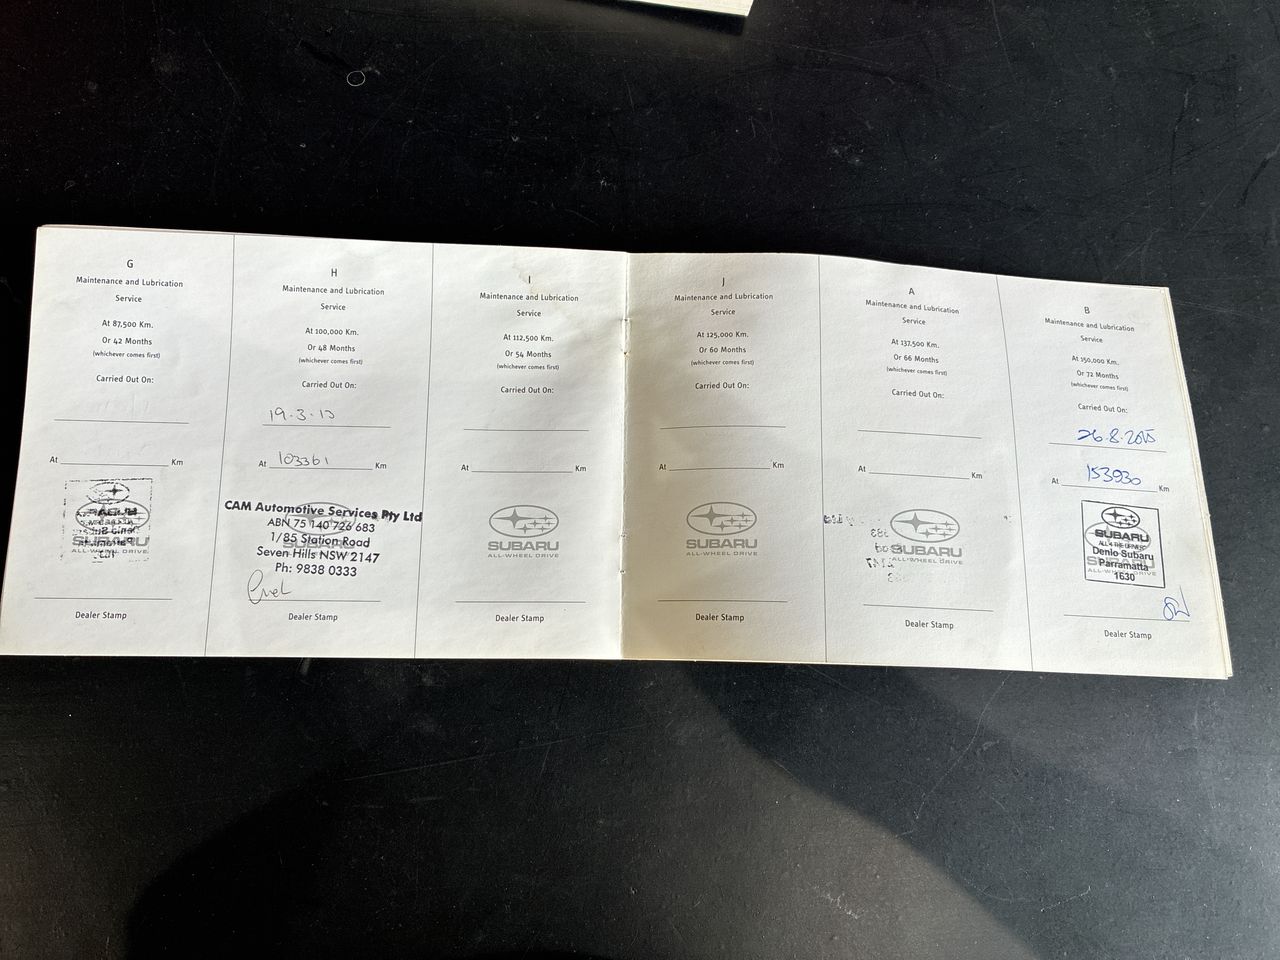 G
Maintenance and Lubrication
Service
At 87,500 Km.
Or 42 Months
(whichever comes first)
Carried Out On:
At Km
SUBARU
ALL-WHEEL DRIVE
Dealer Stamp
H
Maintenance and Lubrication
Service
At 100,000 Km.
Or 48 Months
(whichever comes first)
Carried Out On:
19.3.13
At 103361 Km
CAM Automotive Services Pty Ltd
ABN 75 140 726 683
1/85 Station Road
Seven Hills NSW 2147
Ph: 9838 0333
Dealer Stamp
I
Maintenance and Lubrication
Service
At 112,500 Km.
Or 54 Months
(whichever comes first)
Carried Out On:
At Km
SUBARU
ALL-WHEEL DRIVE
Dealer Stamp
J
Maintenance and Lubrication
Service
At 125,000 Km.
Or 60 Months
(whichever comes first)
Carried Out On:
At Km
SUBARU
ALL-WHEEL DRIVE
Dealer Stamp
A
Maintenance and Lubrication
Service
At 137,500 Km.
Or 66 Months
(whichever comes first)
Carried Out On:
At Km
SUBARU
ALL-WHEEL DRIVE
Dealer Stamp
B
Maintenance and Lubrication
Service
At 150,000 Km.
Or 72 Months
(whichever comes first)
Carried Out On:
26.8.2015
At 153930 Km
SUBARU
ALL 4 THE DRIVER
Denlo Subaru
Parramatta
1630
Dealer Stamp